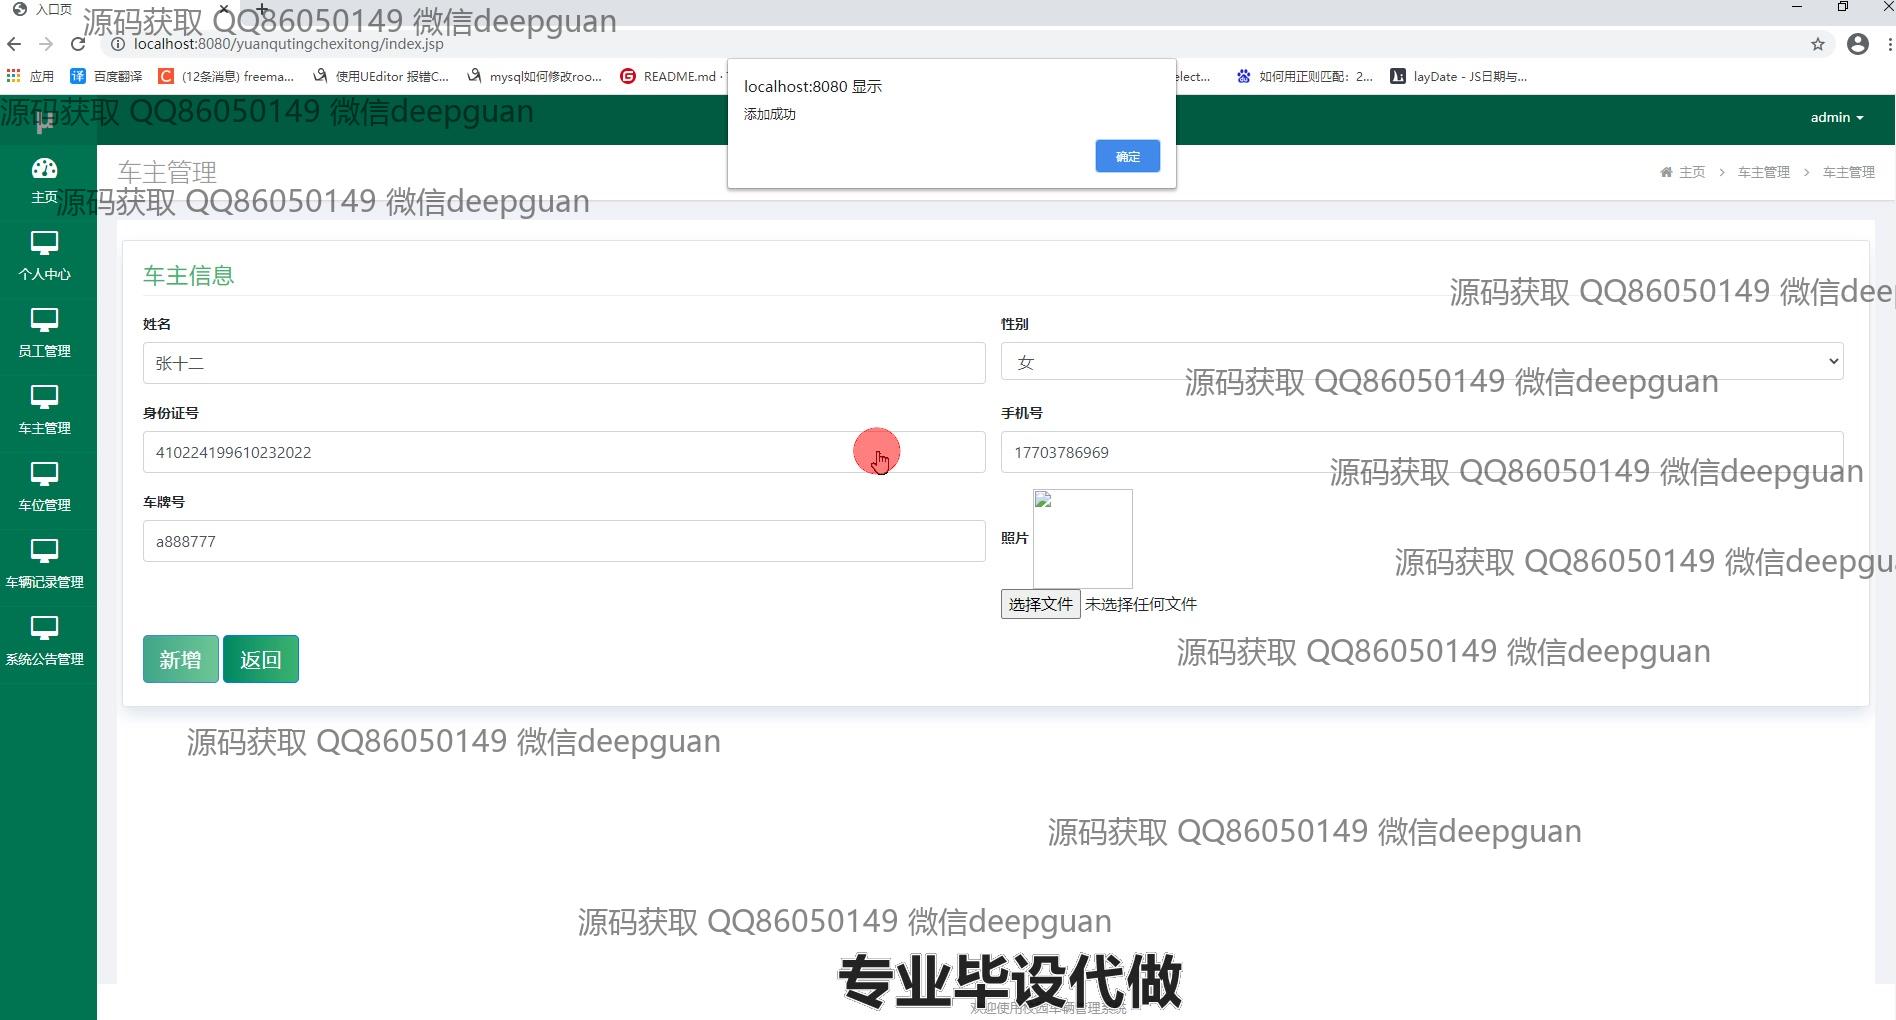 入口页
源码获取 QQ86050149 微信deepguan
localhost:8080/yuanqutingchexitong/index.jsp
应用
百度翻译
(12条消息) freema...
使用UEditor 报错C...
mysql如何修改roo...
README.md ·
elect...
如何用正则匹配：2...
layDate - JS日期与...
localhost:8080 显示
添加成功
确定
源码获取 QQ86050149 微信deepguan
admin
车主管理
主页 > 车主管理 > 车主管理
源码获取 QQ86050149 微信deepguan
主页
个人中心
员工管理
车主管理
车位管理
车辆记录管理
系统公告管理
车主信息
源码获取 QQ86050149 微信deep
姓名
张十二
性别
女
源码获取 QQ86050149 微信deepguan
身份证号
410224199610232022
手机号
17703786969
源码获取 QQ86050149 微信deepguan
车牌号
a888777
照片
源码获取 QQ86050149 微信deepgu
选择文件 未选择任何文件
新增
返回
源码获取 QQ86050149 微信deepguan
源码获取 QQ86050149 微信deepguan
源码获取 QQ86050149 微信deepguan
源码获取 QQ86050149 微信deepguan
专业毕设代做
欢迎使用校园车辆管理系统